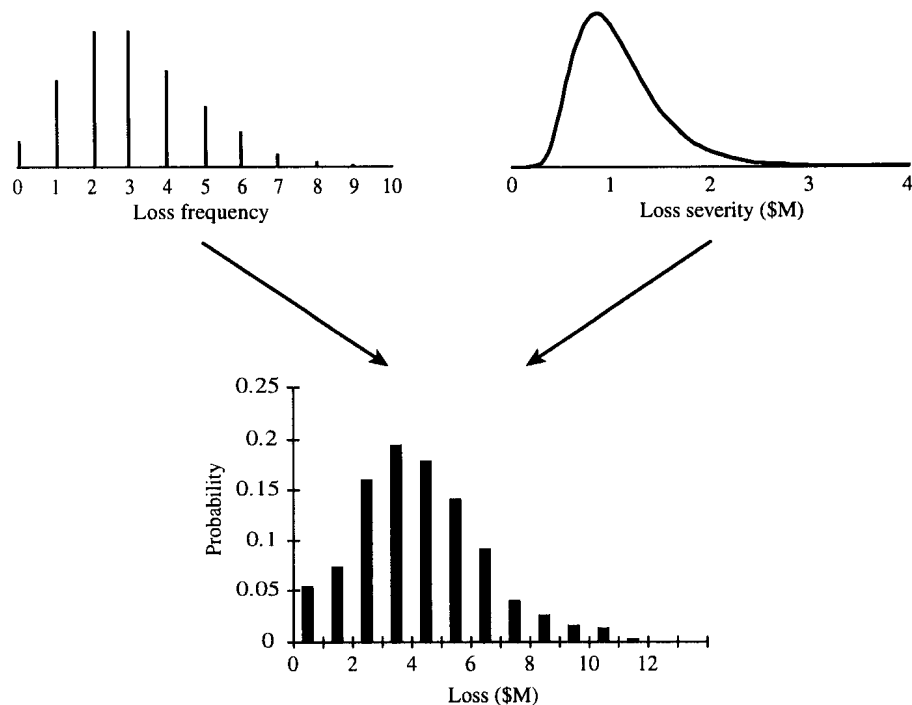 0 1 2 3 4 5 6 7 8 9 10
Loss frequency
0 1 2 3 4
Loss severity ($M)
0.25
0.2
0.15
0.1
0.05
0
Probability
0 2 4 6 8 10 12
Loss ($M)